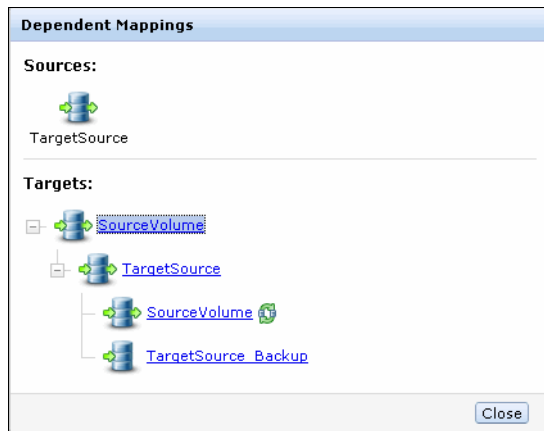 Dependent Mappings
Sources:
TargetSource
Targets:
SourceVolume
TargetSource
SourceVolume
TargetSource_Backup
Close